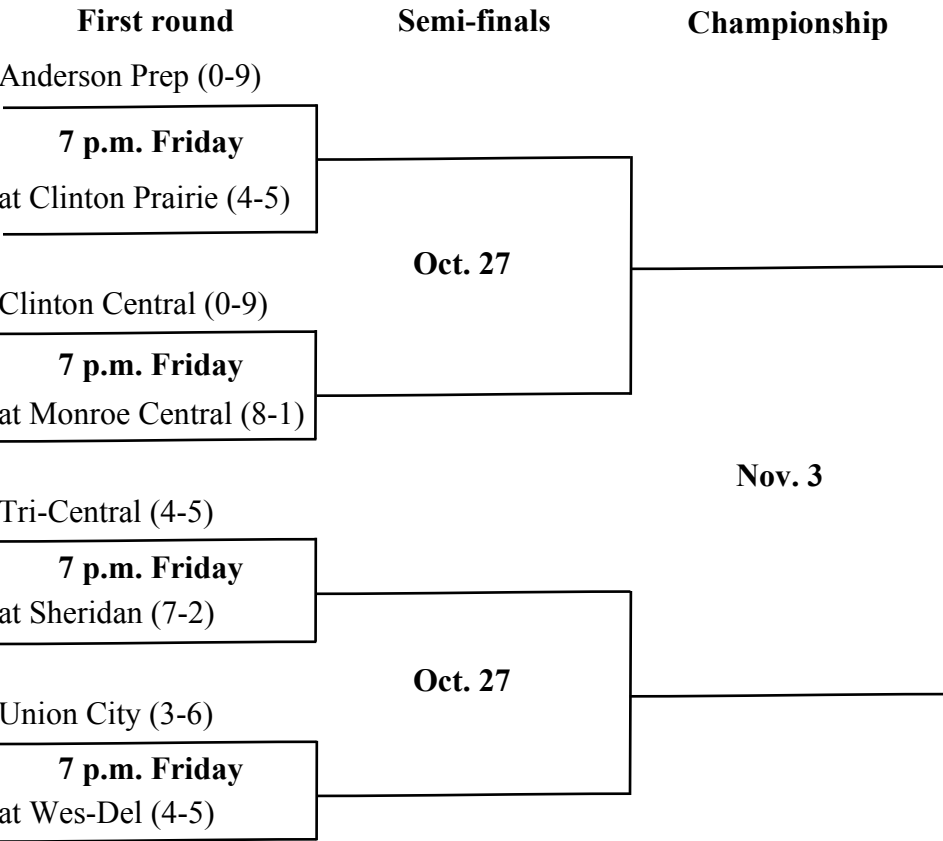 First round
Semi-finals
Championship
Anderson Prep (0-9)
7 p.m. Friday
at Clinton Prairie (4-5)
Oct. 27
Clinton Central (0-9)
7 p.m. Friday
at Monroe Central (8-1)
Nov. 3
Tri-Central (4-5)
7 p.m. Friday
at Sheridan (7-2)
Oct. 27
Union City (3-6)
7 p.m. Friday
at Wes-Del (4-5)